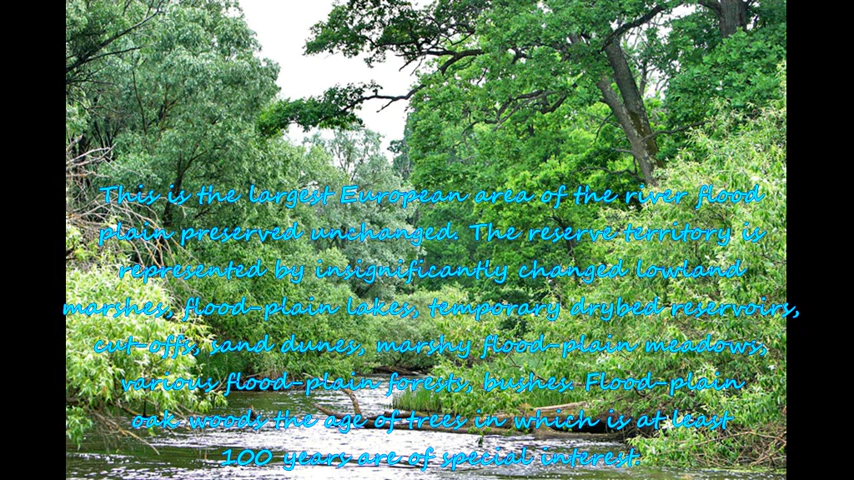 This is the largest European area of the river flood
plain preserved unchanged. The reserve territory is
represented by insignificantly changed lowland
marshes, flood-plain lakes, temporary drybed reservoirs,
cut-offs, sand dunes, marshy flood-plain meadows,
various flood-plain forests, bushes. Flood-plain
oak woods the age of trees in which is at least
100 years are of special interest.